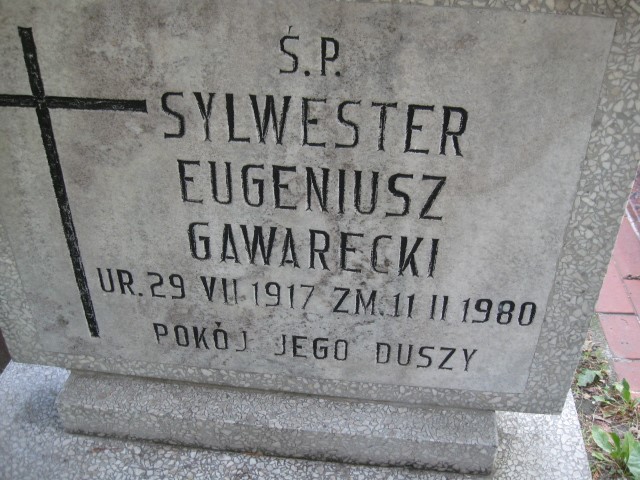 Ś.P.
SYLWESTER
EUGENIUSZ
GAWARECKI
UR. 29 VII 1917 ZM. 11 II 1980
POKÓJ JEGO DUSZY